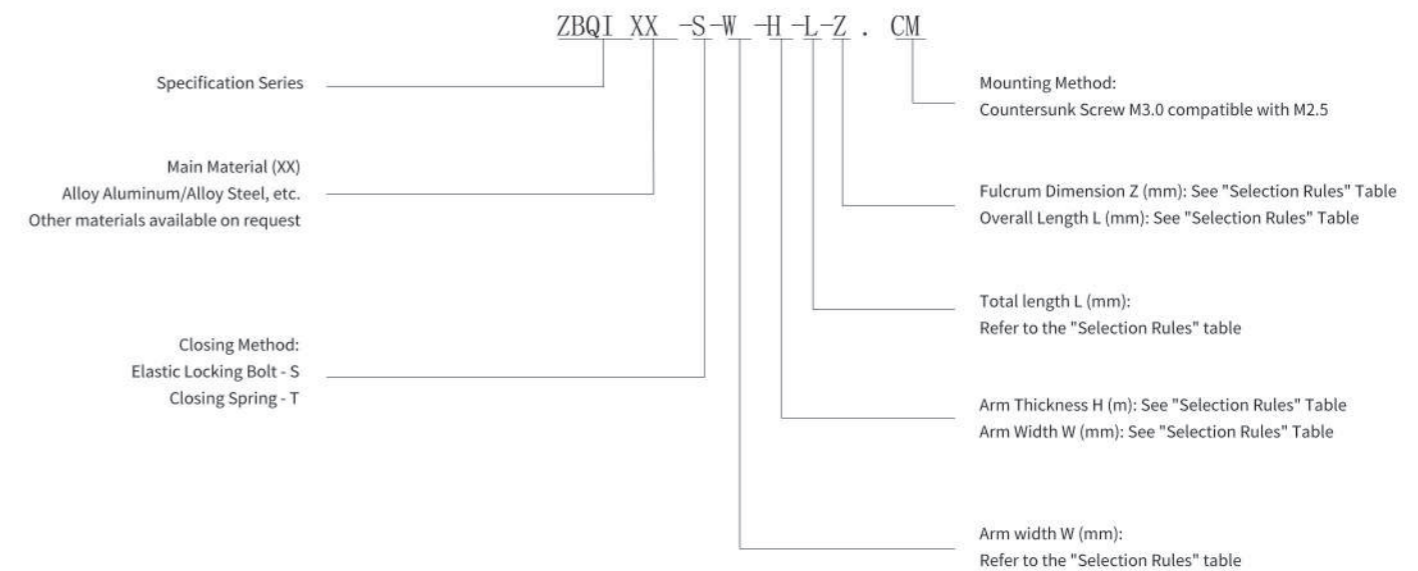 ZBQI XX -S-W -H-L-Z . CM
Specification Series
Main Material (XX)
Alloy Aluminum/Alloy Steel, etc.
Other materials available on request
Closing Method:
Elastic Locking Bolt - S
Closing Spring - T
Mounting Method:
Countersunk Screw M3.0 compatible with M2.5
Fulcrum Dimension Z (mm): See "Selection Rules" Table
Overall Length L (mm): See "Selection Rules" Table
Total length L (mm):
Refer to the "Selection Rules" table
Arm Thickness H (m): See "Selection Rules" Table
Arm Width W (mm): See "Selection Rules" Table
Arm width W (mm):
Refer to the "Selection Rules" table